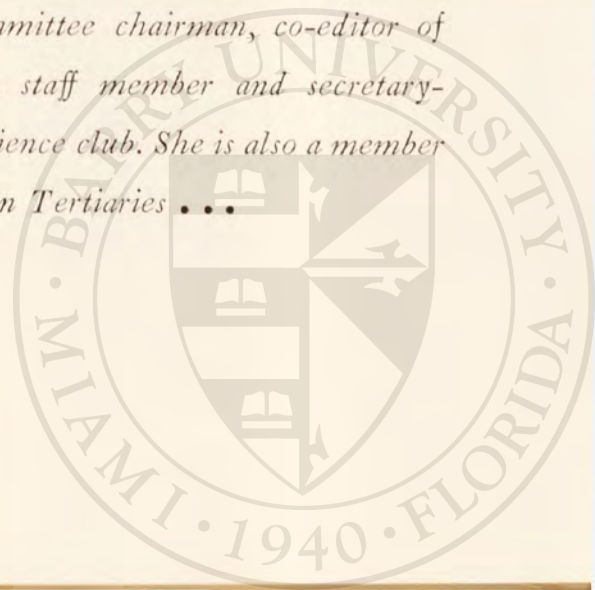 mmittee chairman, co-editor of
staff member and secretary-
ience club. She is also a member
n Tertiaries • • •
BARRY UNIVERSITY
MIAMI • 1940 • FLORIDA